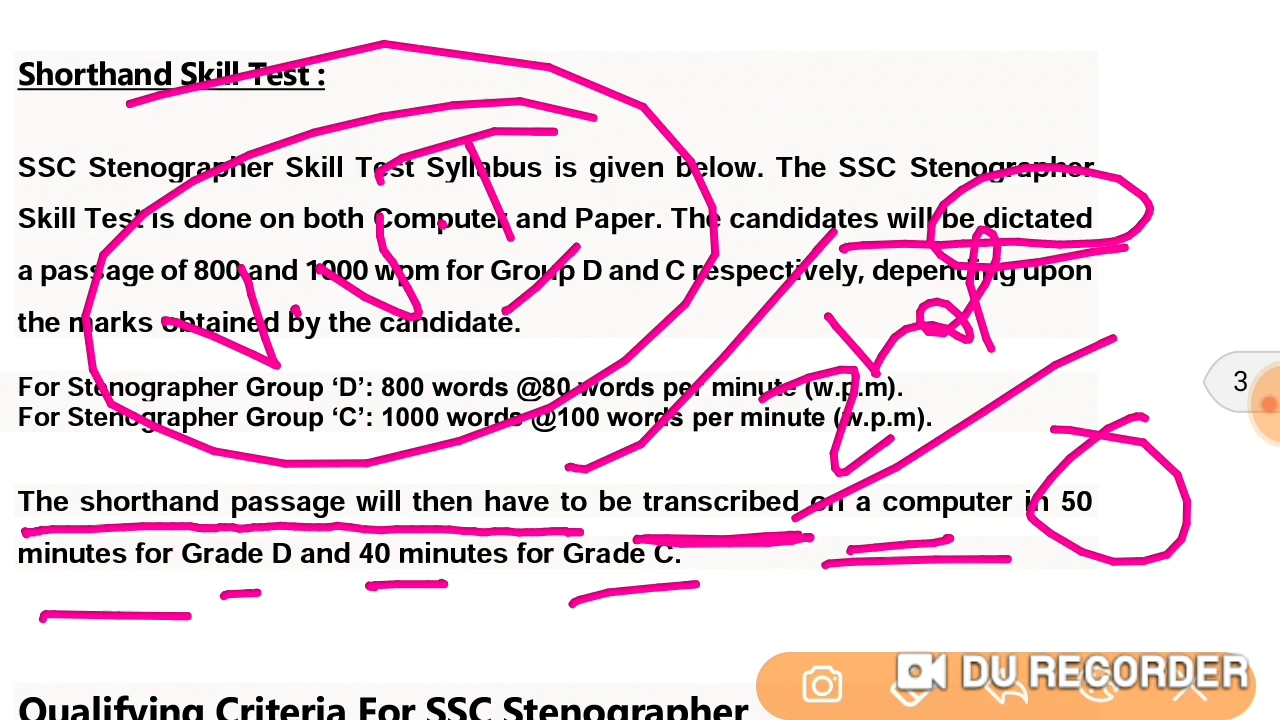 Shorthand Skill Test :
SSC Stenographer Skill Test Syllabus is given below. The SSC Stenographer
Skill Test is done on both Computer and Paper. The candidates will be dictated
a passage of 800 and 1000 wpm for Group D and C respectively, depending upon
the marks obtained by the candidate.
For Stenographer Group ‘D’: 800 words @80 words per minute (w.p.m).
For Stenographer Group ‘C’: 1000 words @100 words per minute (w.p.m).
3
The shorthand passage will then have to be transcribed on a computer in 50
minutes for Grade D and 40 minutes for Grade C.
DU RECORDER
Qualifying Criteria For SSC Stenographer